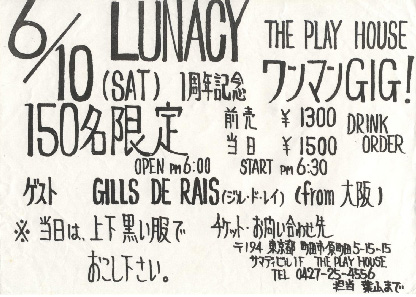 6/10 LUNACY THE PLAY HOUSE
(SAT) 1周年記念 ワンマンGIG!
150名限定 前売 ¥1300 DRINK
当日 ¥1500 ORDER
OPEN PM 6:00 START PM 6:30
ゲスト GILLS DE RAIS (ジル・ド・レイ) (from 大阪)
※ 当日は、上下黒い服で
おこし下さい。
チケット・お問い合わせ先
〒194 東京都 町田市原町田5-15-15
サマディビル1F THE PLAY HOUSE
TEL 0427-25-4556
担当 葉山まで